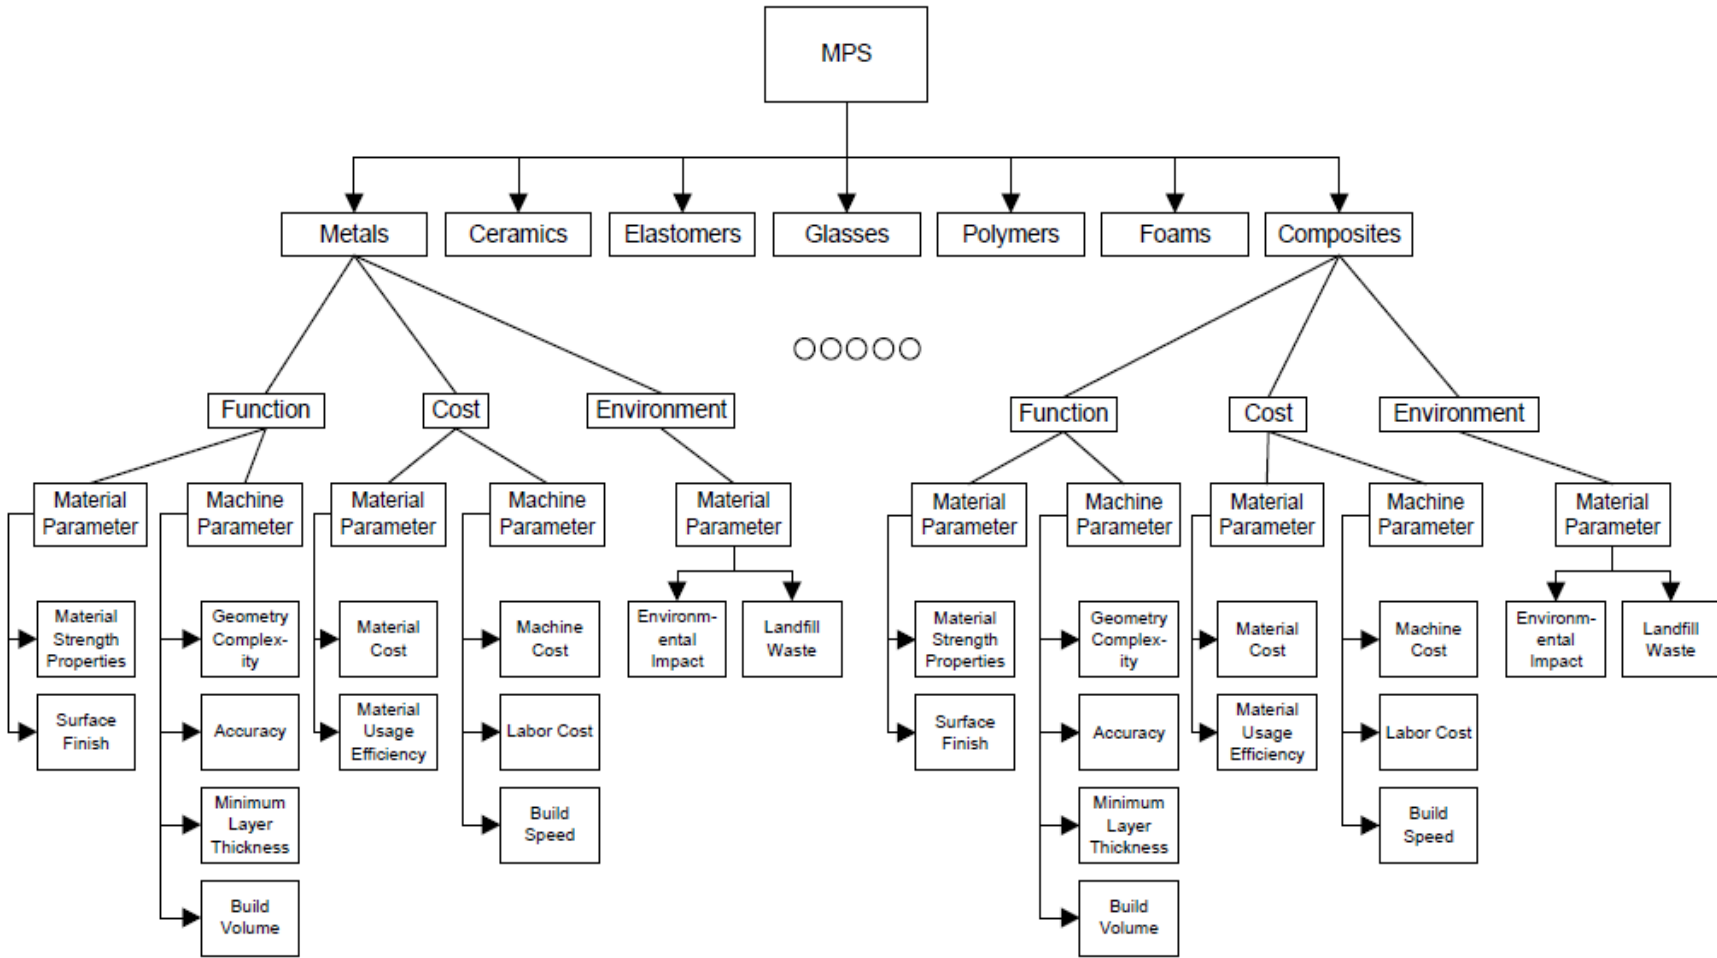 MPS
Metals
Ceramics
Elastomers
Glasses
Polymers
Foams
Composites
Function
Cost
Environment
Function
Cost
Environment
Material
Parameter
Machine
Parameter
Material
Parameter
Machine
Parameter
Material
Parameter
Material
Parameter
Machine
Parameter
Material
Parameter
Machine
Parameter
Material
Parameter
Material
Strength
Properties
Geometry
Complex-
ity
Material
Cost
Machine
Cost
Environm-
ental
Impact
Landfill
Waste
Material
Strength
Properties
Geometry
Complex-
ity
Material
Cost
Machine
Cost
Environm-
ental
Impact
Landfill
Waste
Surface
Finish
Accuracy
Material
Usage
Efficiency
Labor Cost
Surface
Finish
Accuracy
Material
Usage
Efficiency
Labor Cost
Minimum
Layer
Thickness
Build
Speed
Minimum
Layer
Thickness
Build
Speed
Build
Volume
Build
Volume